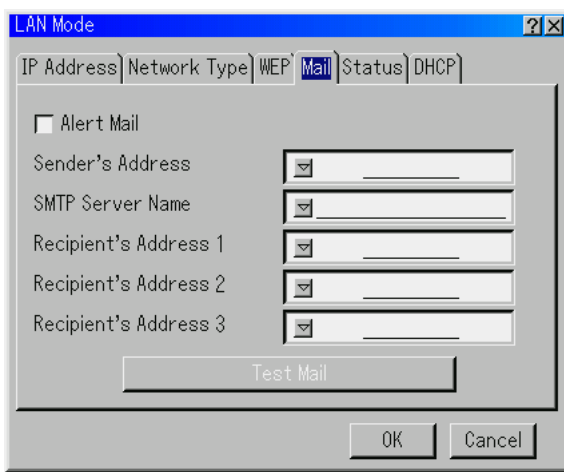 LAN Mode ? ×
IP Address Network Type WEP Mail Status DHCP
Alert Mail
Sender's Address
SMTP Server Name
Recipient's Address 1
Recipient's Address 2
Recipient's Address 3
Test Mail
OK Cancel